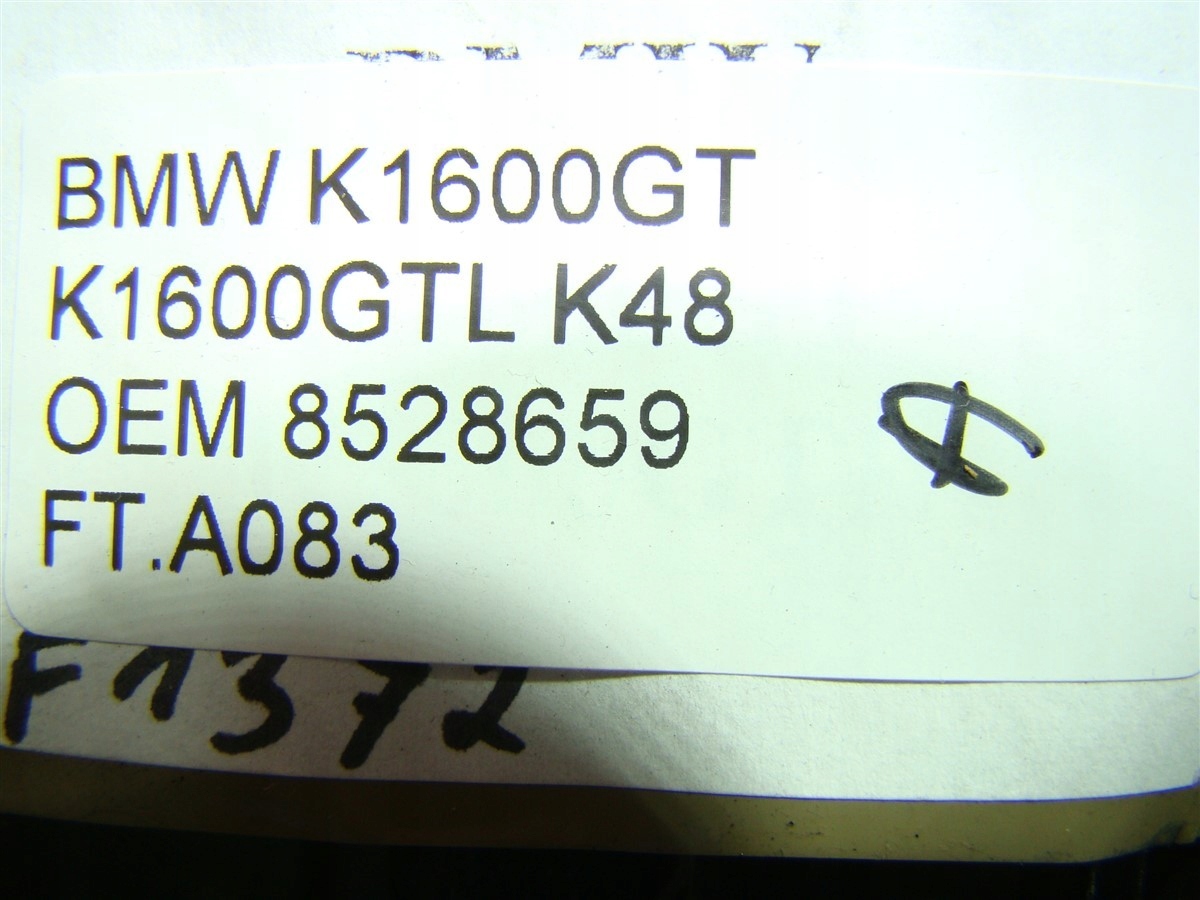 BMW K1600GT
K1600GTL K48
OEM 8528659
FT.A083
F1372